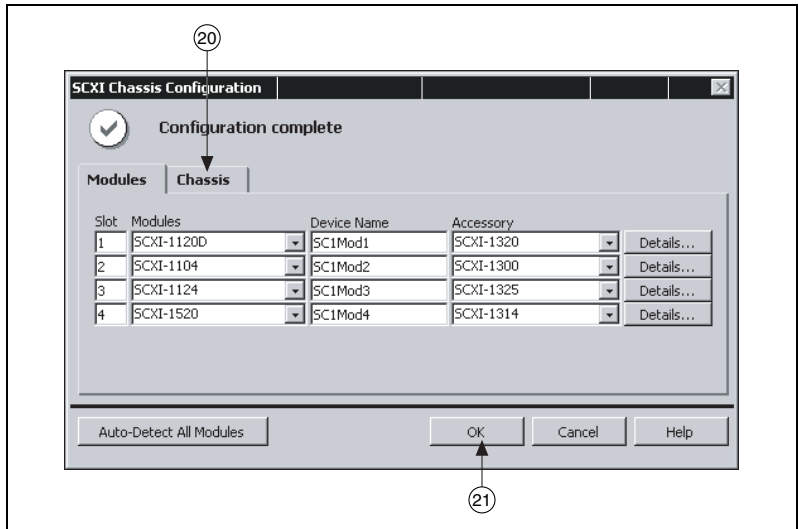 20
SCXI Chassis Configuration
Configuration complete
Modules Chassis
Slot Modules Device Name Accessory
1 SCXI-1120D SC1Mod1 SCXI-1320 Details...
2 SCXI-1104 SC1Mod2 SCXI-1300 Details...
3 SCXI-1124 SC1Mod3 SCXI-1325 Details...
4 SCXI-1520 SC1Mod4 SCXI-1314 Details...
Auto-Detect All Modules OK Cancel Help
21